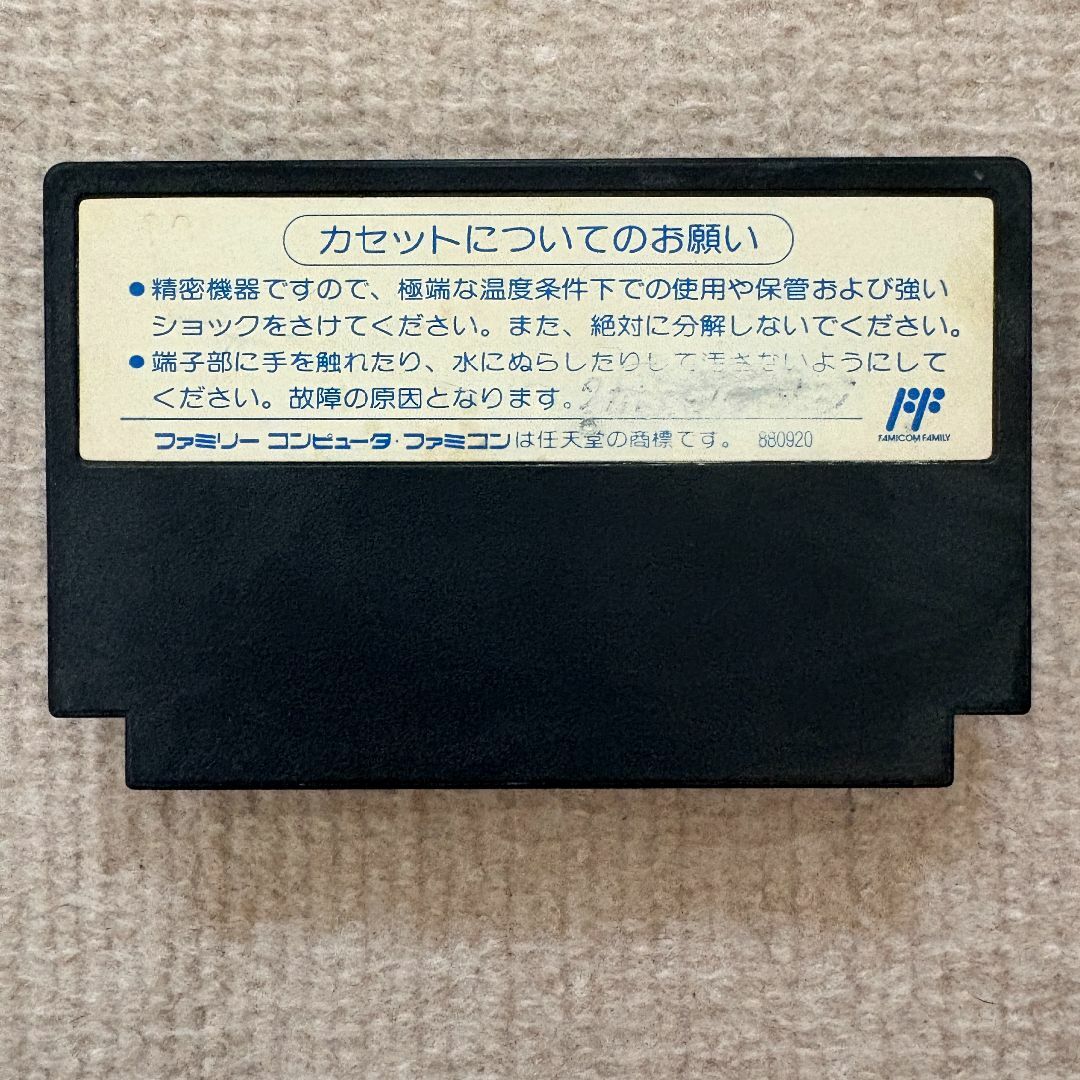 カセットについてのお願い
●精密機器ですので、極端な温度条件下での使用や保管および強い
ショックをさけてください。また、絶対に分解しないでください。
●端子部に手を触れたり、水にぬらしたりして汚さないようにして
ください。故障の原因となります。
FAMICOM FAMILY
ファミリー コンピュータ・ファミコンは任天堂の商標です。 880920